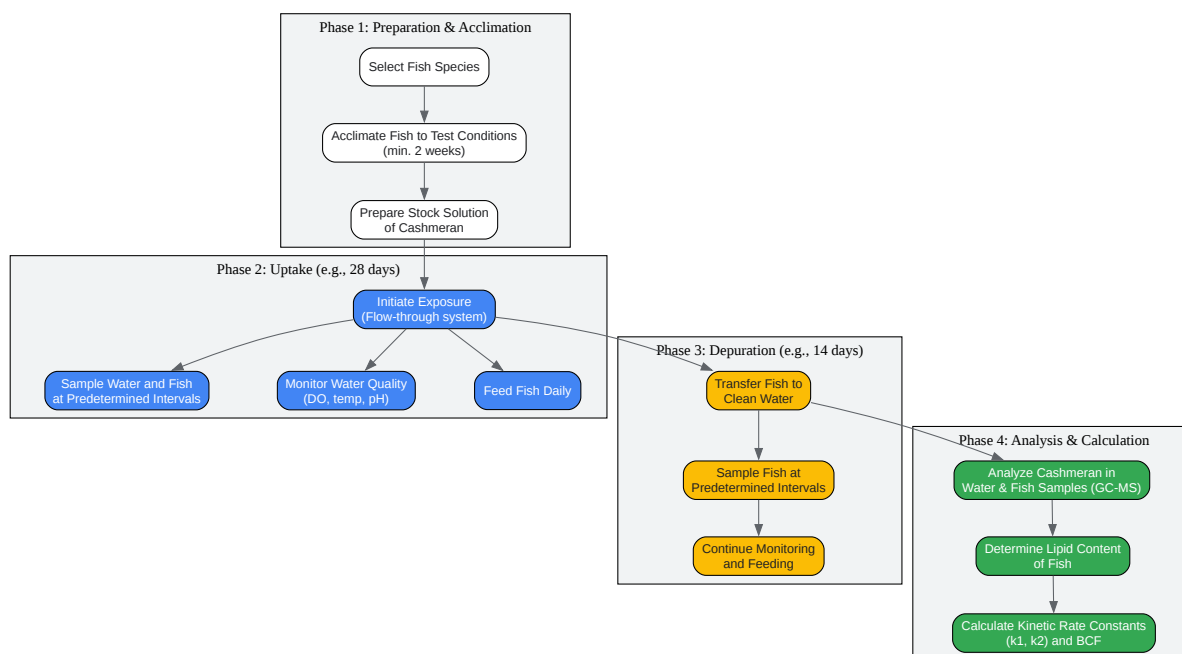 Phase 1: Preparation & Acclimation
Select Fish Species
Acclimate Fish to Test Conditions
(min. 2 weeks)
Prepare Stock Solution
of Cashmeran
Phase 2: Uptake (e.g., 28 days)
Initiate Exposure
(Flow-through system)
Sample Water and Fish
at Predetermined Intervals
Monitor Water Quality
(DO, temp, pH)
Feed Fish Daily
Phase 3: Depuration (e.g., 14 days)
Transfer Fish to
Clean Water
Sample Fish at
Predetermined Intervals
Continue Monitoring
and Feeding
Phase 4: Analysis & Calculation
Analyze Cashmeran in
Water & Fish Samples (GC-MS)
Determine Lipid Content
of Fish
Calculate Kinetic Rate Constants
(k1, k2) and BCF